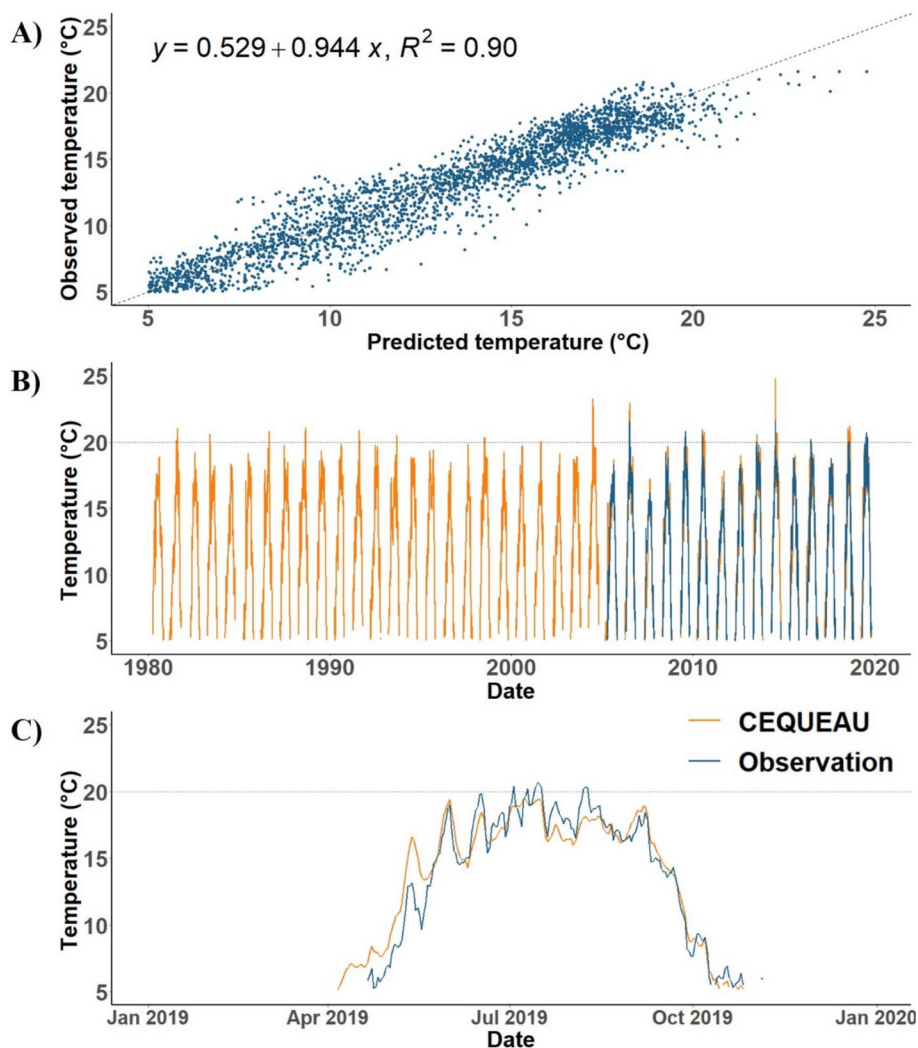 A)
y = 0.529 + 0.944 x, R² = 0.90
Observed temperature (°C)
25
20
15
10
5
5 10 15 20 25
Predicted temperature (°C)
B)
Temperature (°C)
25
20
15
10
5
1980 1990 2000 2010 2020
Date
C)
CEQUEAU
Observation
Temperature (°C)
25
20
15
10
5
Jan 2019 Apr 2019 Jul 2019 Oct 2019 Jan 2020
Date